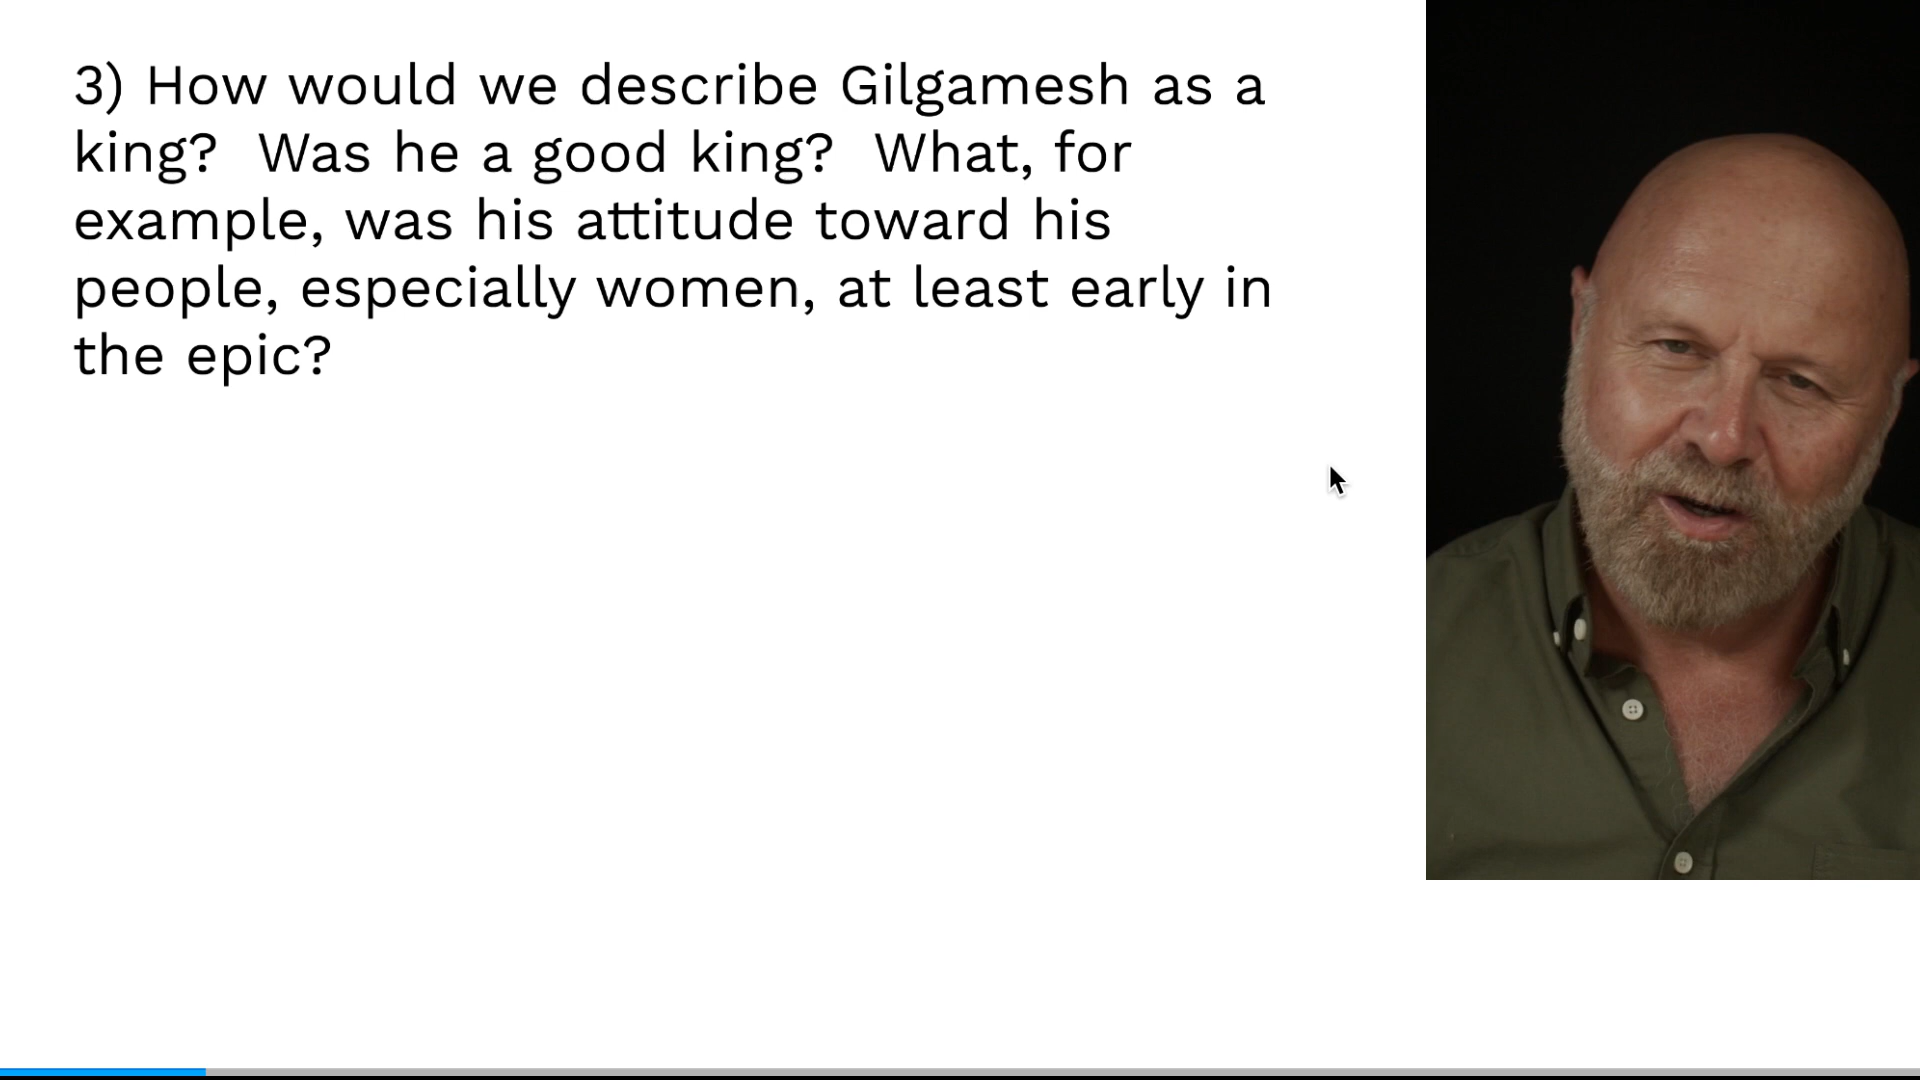 3) How would we describe Gilgamesh as a
king?  Was he a good king?  What, for
example, was his attitude toward his
people, especially women, at least early in
the epic?